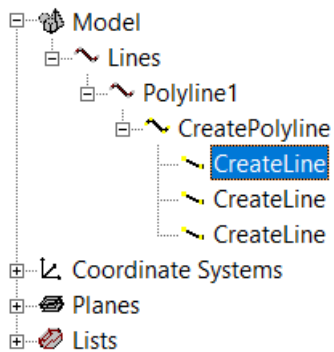 Model
Lines
Polyline1
CreatePolyline
CreateLine
CreateLine
CreateLine
Coordinate Systems
Planes
Lists